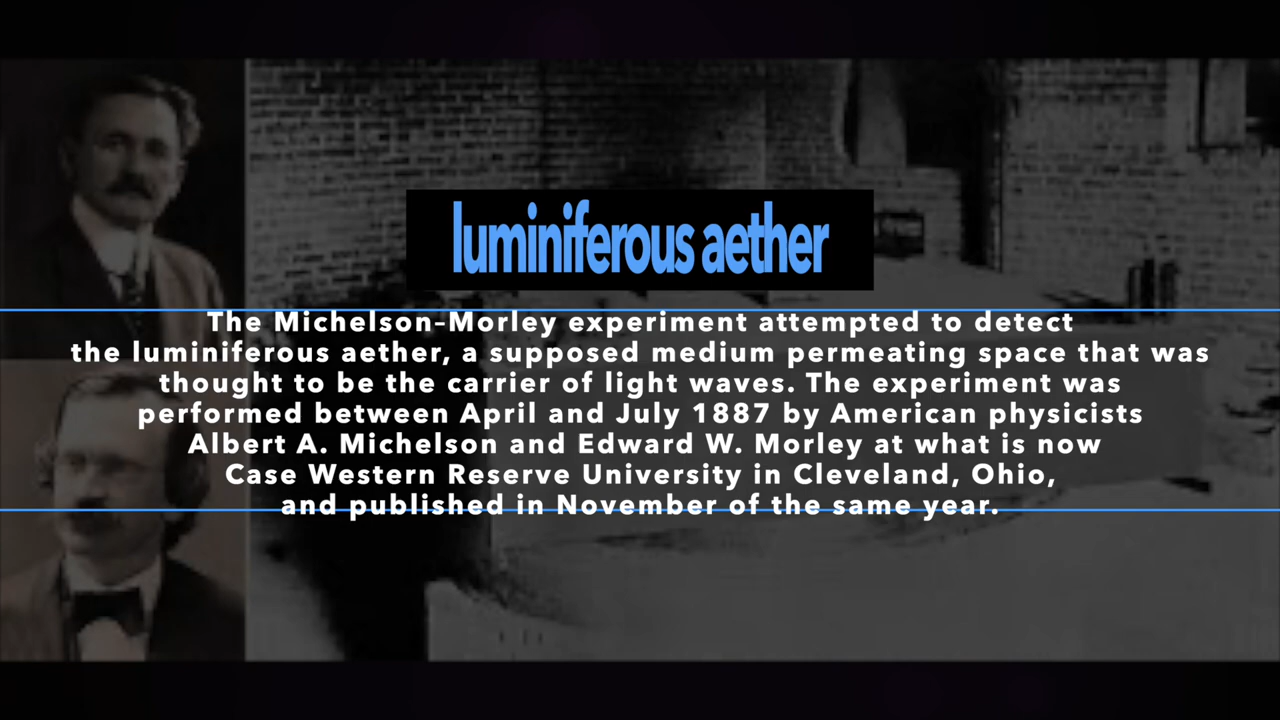 luminiferous aether
The Michelson–Morley experiment attempted to detect
the luminiferous aether, a supposed medium permeating space that was
thought to be the carrier of light waves. The experiment was
performed between April and July 1887 by American physicists
Albert A. Michelson and Edward W. Morley at what is now
Case Western Reserve University in Cleveland, Ohio,
and published in November of the same year.